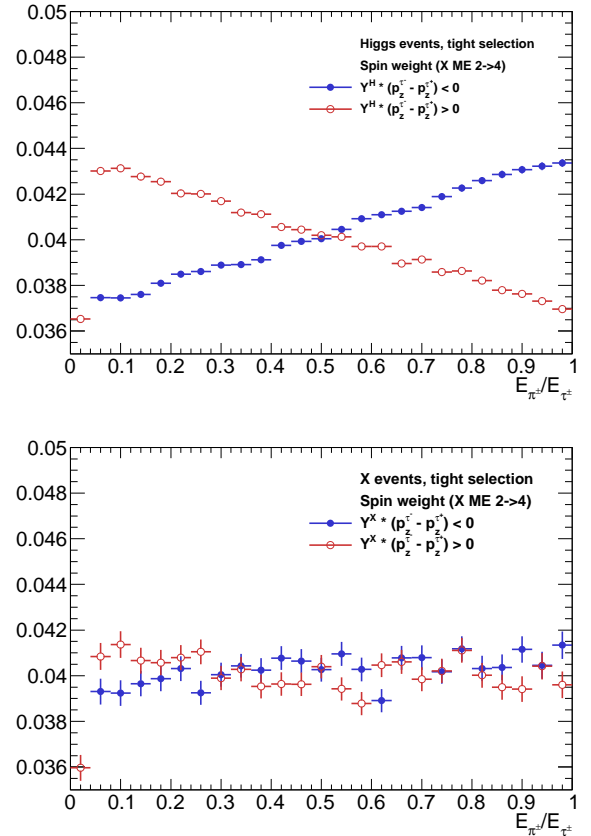 0.05
0.048
0.046
0.044
0.042
0.04
0.038
0.036
Higgs events, tight selection
Spin weight (X ME 2->4)
Y^H * (p_z^τ⁻ - p_z^τ⁺) < 0
Y^H * (p_z^τ⁻ - p_z^τ⁺) > 0
0 0.1 0.2 0.3 0.4 0.5 0.6 0.7 0.8 0.9 1
E_π±/E_τ±
0.05
0.048
0.046
0.044
0.042
0.04
0.038
0.036
X events, tight selection
Spin weight (X ME 2->4)
Y^X * (p_z^τ⁻ - p_z^τ⁺) < 0
Y^X * (p_z^τ⁻ - p_z^τ⁺) > 0
0 0.1 0.2 0.3 0.4 0.5 0.6 0.7 0.8 0.9 1
E_π±/E_τ±